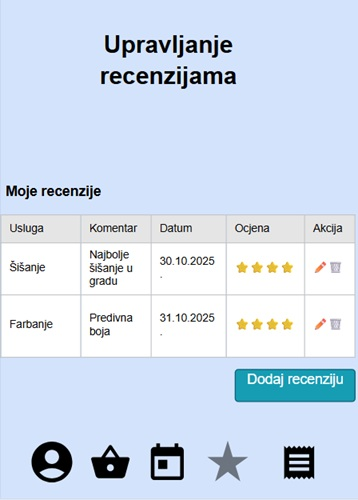 Upravljanje
recenzijama
Moje recenzije
Usluga Komentar Datum Ocjena Akcija
Šišanje Najbolje šišanje u gradu 30.10.2025.
Farbanje Predivna boja 31.10.2025.
Dodaj recenziju